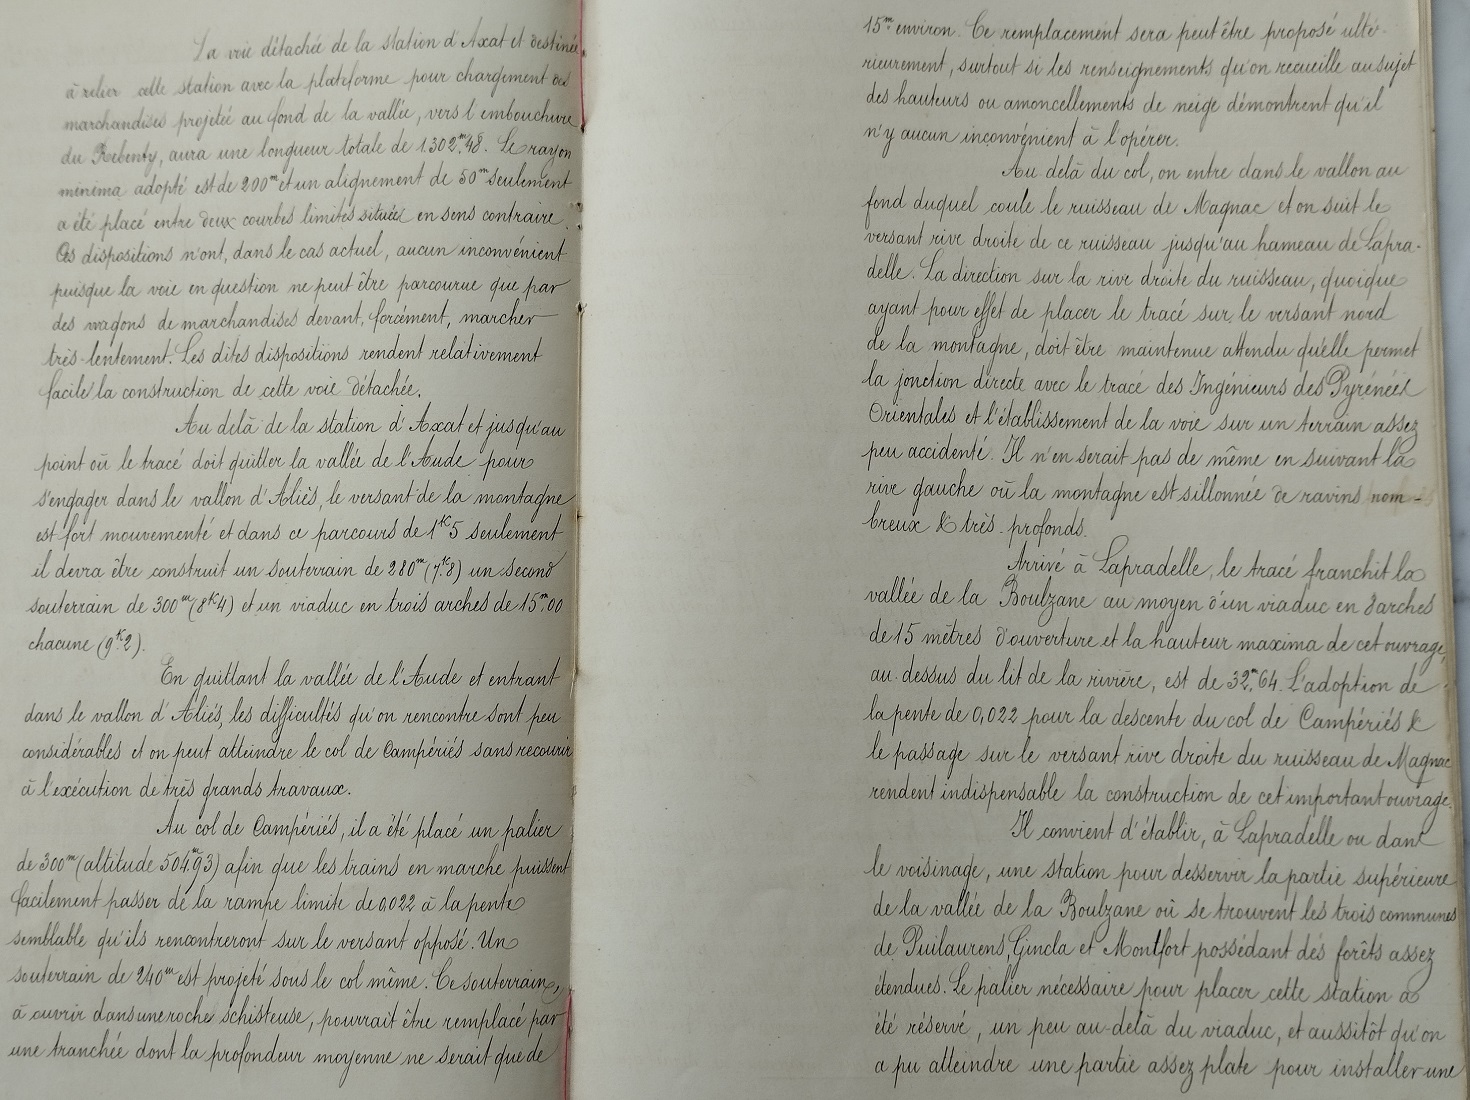 La voie détachée de la station d'Axat et destinée
à relier cette station avec la plateforme pour chargement des
marchandises projetée au fond de la vallée, vers l'embouchure
du Rebenty, aura une longueur totale de 1.302.m48. Le rayon
minima adopté est de 200m et un alignement de 50m seulement
a été placé entre deux courbes limites situées en sens contraire.
Ces dispositions n'ont, dans le cas actuel, aucun inconvénient
puisque la voie en question ne peut être parcourue que par
des wagons de marchandises devant, forcément, marcher
très-lentement. Les dites dispositions rendent relativement
facile la construction de cette voie détachée.
Au delà de la station d'Axat et jusqu'au
point où le tracé doit quitter la vallée de l'Aude pour
s'engager dans le vallon d'Aliès, le versant de la montagne
est fort mouvementé et dans ce parcours de 1K5 seulement
il devra être construit un souterrain de 280m (7K.8) un second
souterrain de 300m (8K4) et un viaduc en trois arches de 15m.00
chacune (9K.2).
En quittant la vallée de l'Aude et entrant
dans le vallon d'Aliés, les difficultés qu'on rencontre sont peu
considérables et on peut atteindre le col de Campériés sans recourir
à l'exécution de très grands travaux.
Au col de Campériés, il a été placé un palier
de 300m (altitude 504m.93) afin que les trains en marche puissent
facilement passer de la rampe limite de 0,022 à la pente
semblable qu'ils rencontreront sur le versant opposé. Un
souterrain de 240m est projeté sous le col même. Ce souterrain,
à ouvrir dans une roche schisteuse, pourrait être remplacé par
une tranchée dont la profondeur moyenne ne serait que de
15m environ. Ce remplacement sera peut être proposé ulté-
rieurement, surtout si les renseignements qu'on recueille au sujet
des hauteurs ou amoncellements de neige démontrent qu'il
n'y aucun inconvénient à l'opérer.
Au delà du col, on entre dans le vallon au
fond duquel coule le ruisseau de Magnac et on suit le
versant rive droite de ce ruisseau jusqu'au hameau de Lapra-
delle. La direction sur la rive droite du ruisseau, quoique
ayant pour effet de placer le tracé sur le versant nord
de la montagne, doit être maintenue attendu qu'elle permet
la jonction directe avec le tracé des Ingénieurs des Pyrénées
Orientales et l'établissement de la voie sur un terrain assez
peu accidenté. Il n'en serait pas de même en suivant la
rive gauche où la montagne est sillonnée de ravins nom-
breux & très-profonds.
Arrivé à Lapradelle, le tracé franchit la
vallée de la Boulzane au moyen d'un viaduc en 8 arches
de 15 mètres d'ouverture et la hauteur maxima de cet ouvrage,
au dessus du lit de la rivière, est de 32m.64. L'adoption de
la pente de 0,022 pour la descente du col de Campériés &
le passage sur le versant rive droite du ruisseau de Magnac
rendent indispensable la construction de cet important ouvrage.
Il convient d'établir, à Lapradelle ou dans
le voisinage, une station pour desservir la partie supérieure
de la vallée de la Boulzane où se trouvent les trois communes
de Puilaurens, Gincla et Montfort possédant des forêts assez
étendues. Le palier nécessaire pour placer cette station a
été réservé, un peu au-delà du viaduc, et aussitôt qu'on
a pu atteindre une partie assez plate pour installer une